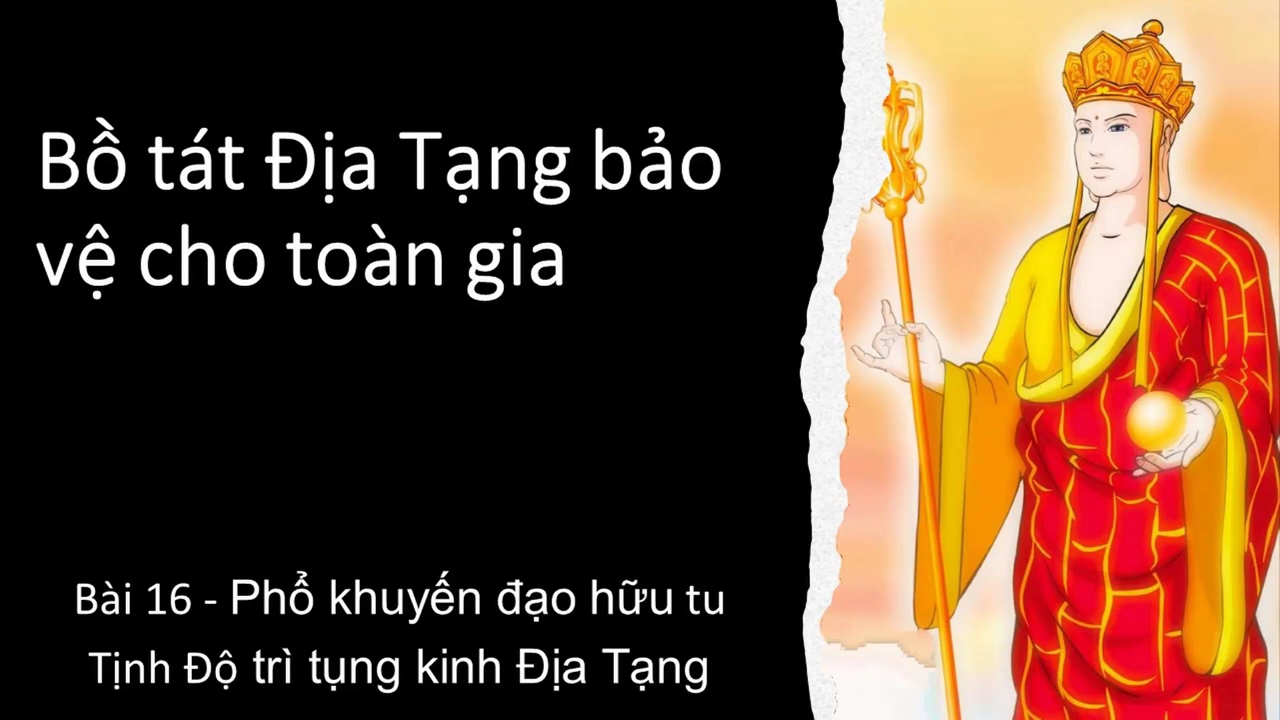 Bồ tát Địa Tạng bảo
vệ cho toàn gia
Bài 16 - Phổ khuyến đạo hữu tu
Tịnh Độ trì tụng kinh Địa Tạng